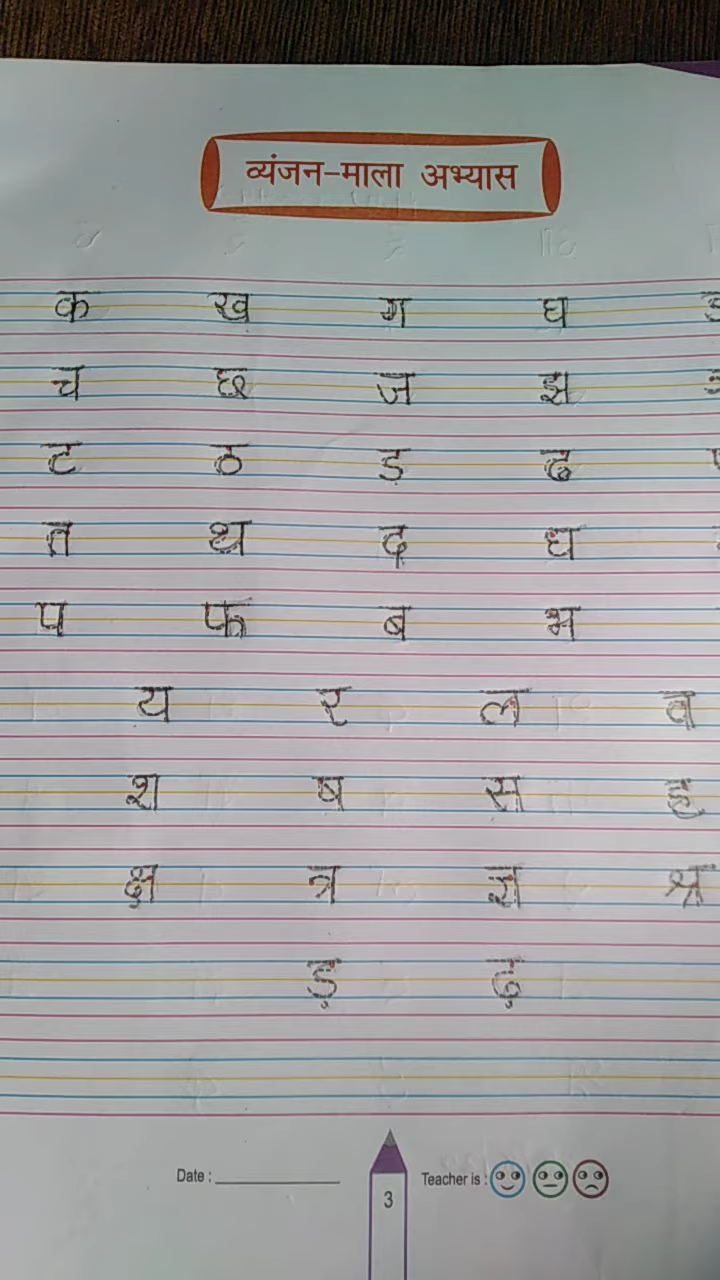 व्यंजन-माला अभ्यास
क ख ग घ
च छ ज झ
ट ठ ड ढ
त थ द ध
प फ ब भ
य र ल व
श ष स ह
क्ष त्र ज्ञ श्र
ड़ ढ़
Date : 3 Teacher is :